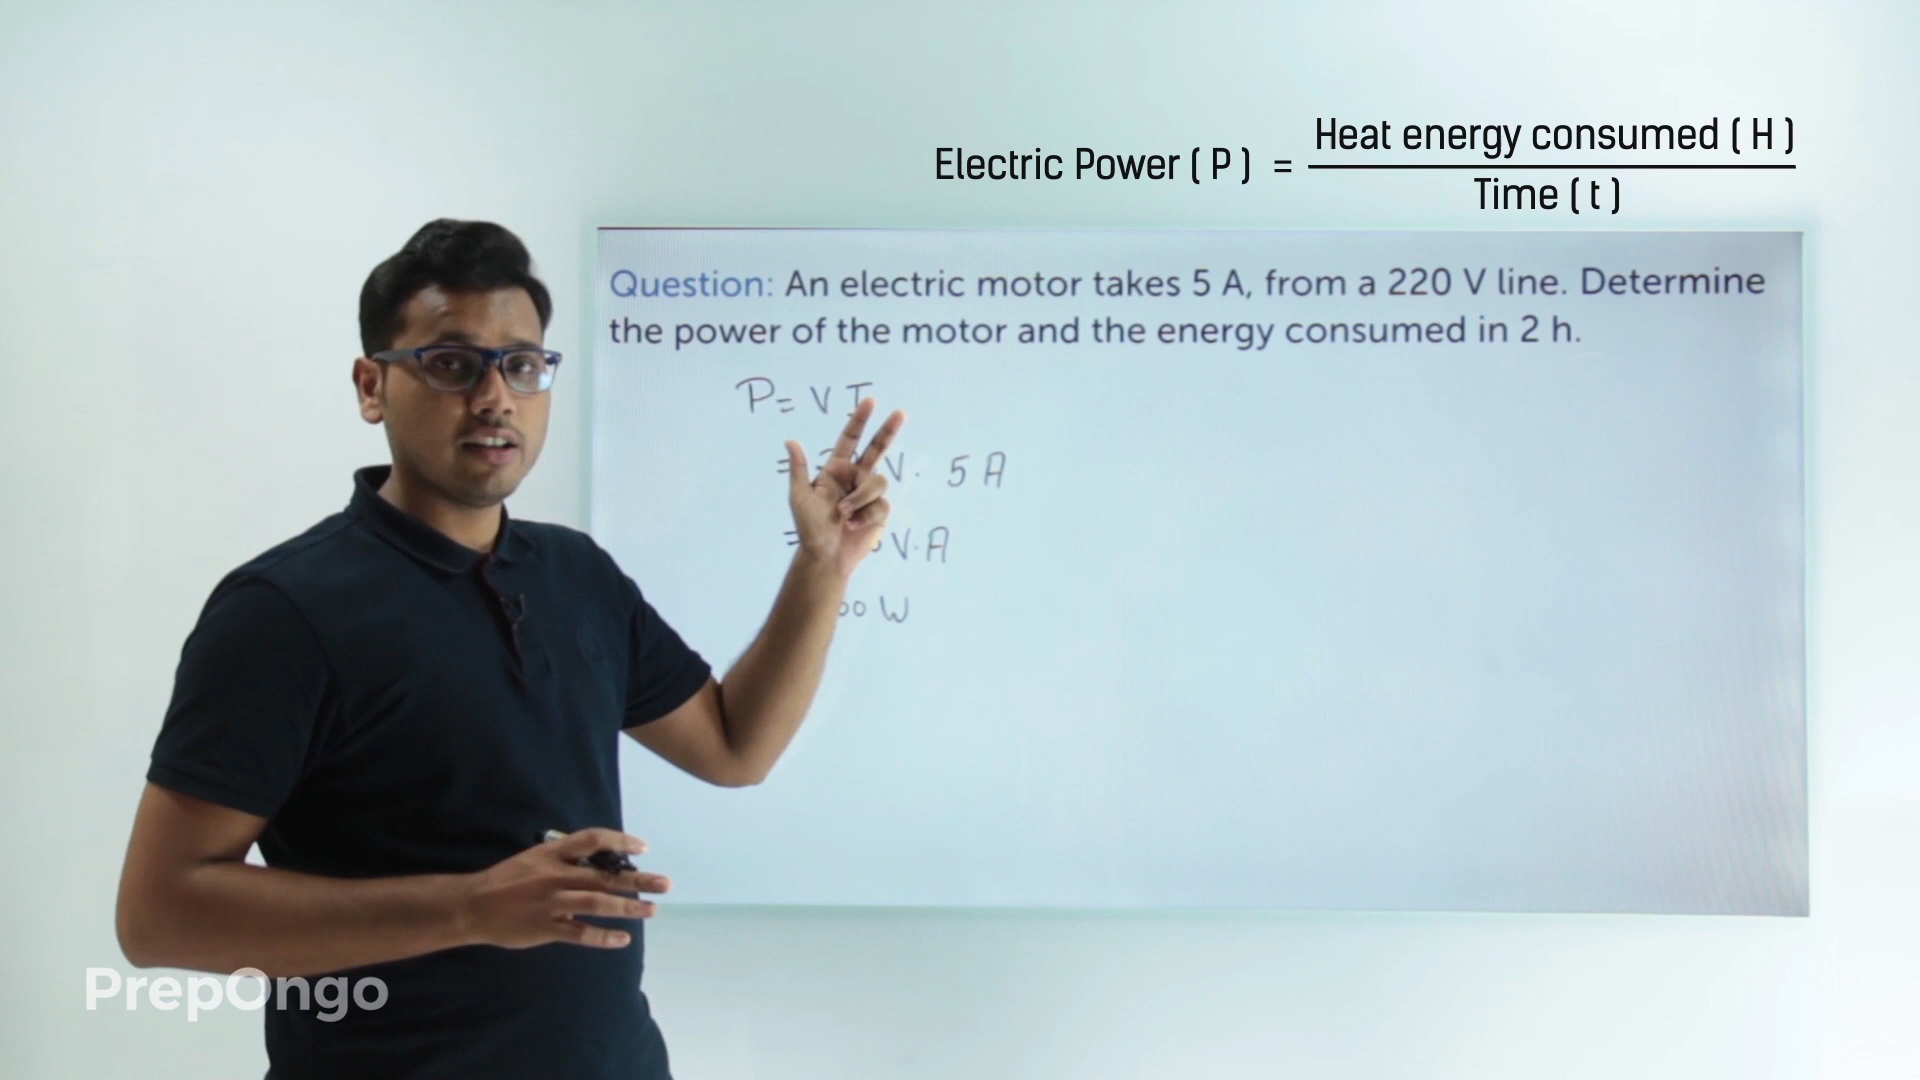 Electric Power ( P ) = Heat energy consumed ( H )
Time ( t )
Question: An electric motor takes 5 A, from a 220 V line. Determine
the power of the motor and the energy consumed in 2 h.
P = V I
= V. 5 A
= V.A
00 W
PrepOngo